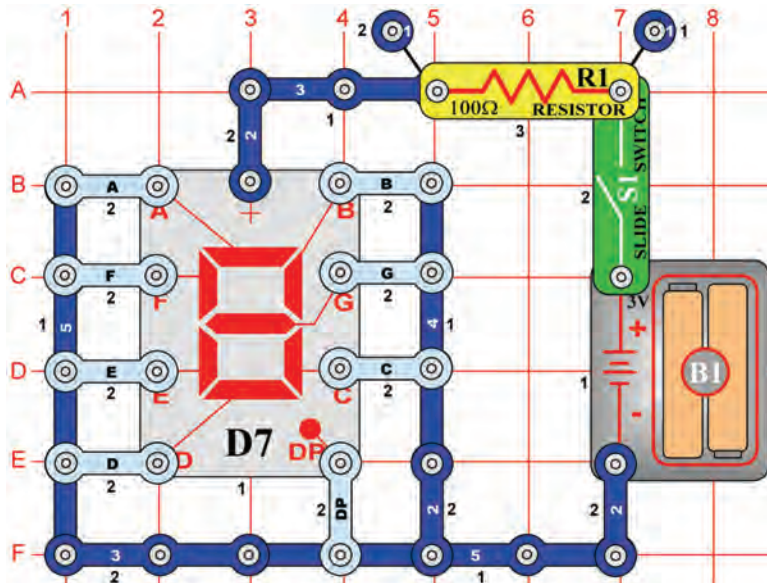 1 2 3 4 5 6 7 8
2 1 1 1
A 3 1 R1
100Ω RESISTOR
3
2 2
B A 2 A + B B 2
2 S1 SLIDE SWITCH
C F 2 F G G 2
1 5 4 1
3V
+
D E 2 E C C 2
1 B1
-
E D 2 D D7 DP
1
2 DP 2 2 2 2
F 3 2 5 1